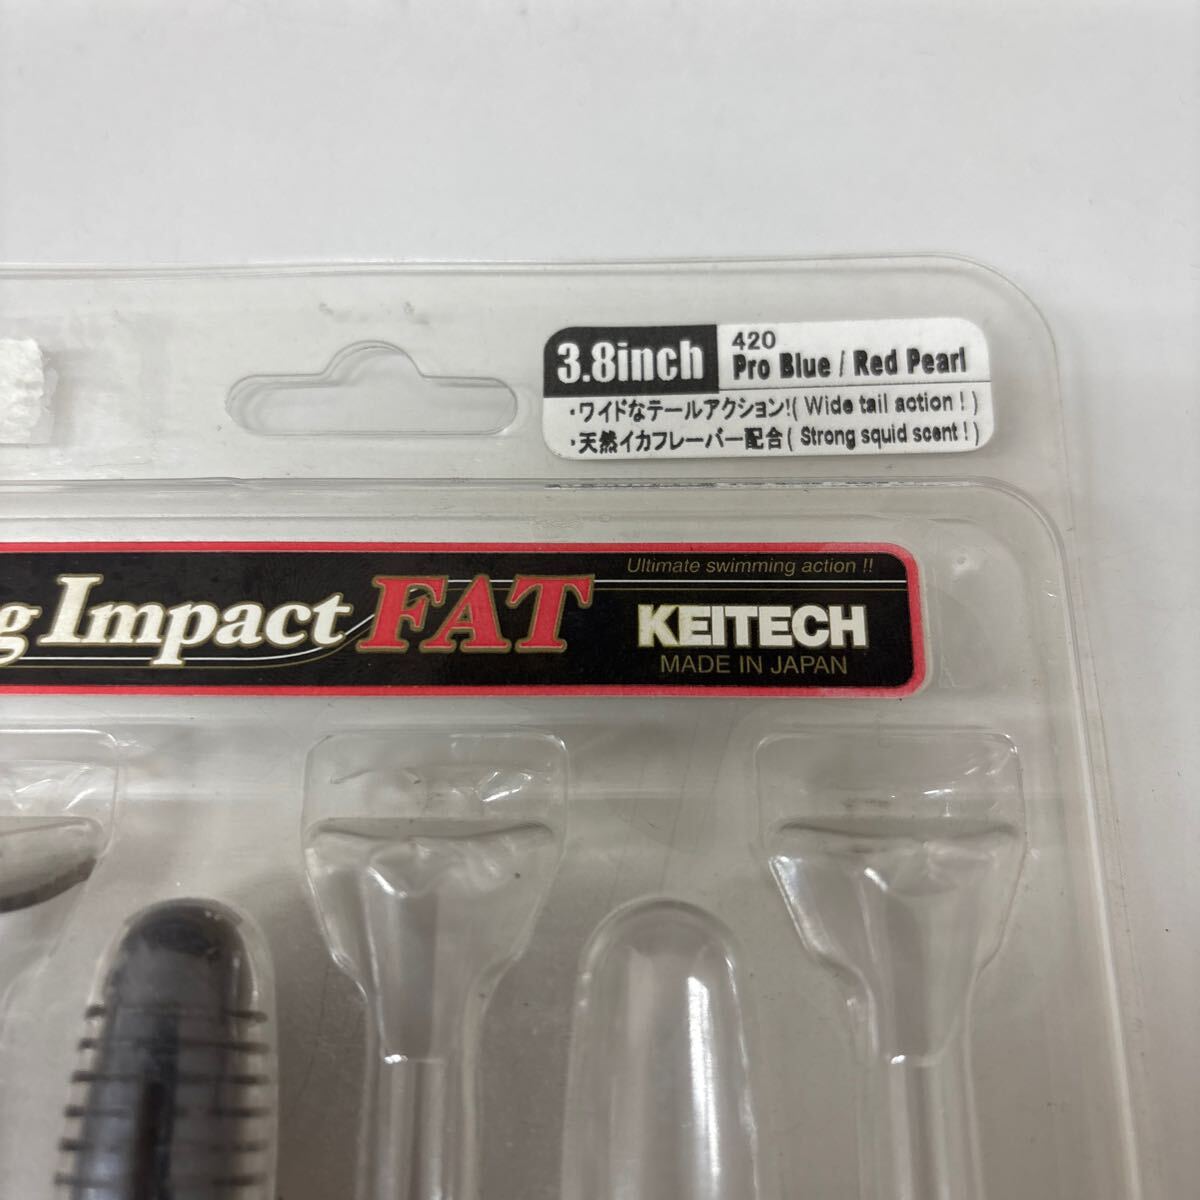 3.8inch
420
Pro Blue / Red Pearl
・ワイドなテールアクション!( Wide tail action ! )
・天然イカフレーバー配合( Strong squid scent ! )
Ultimate swimming action !!
g Impact FAT
KEITECH
MADE IN JAPAN